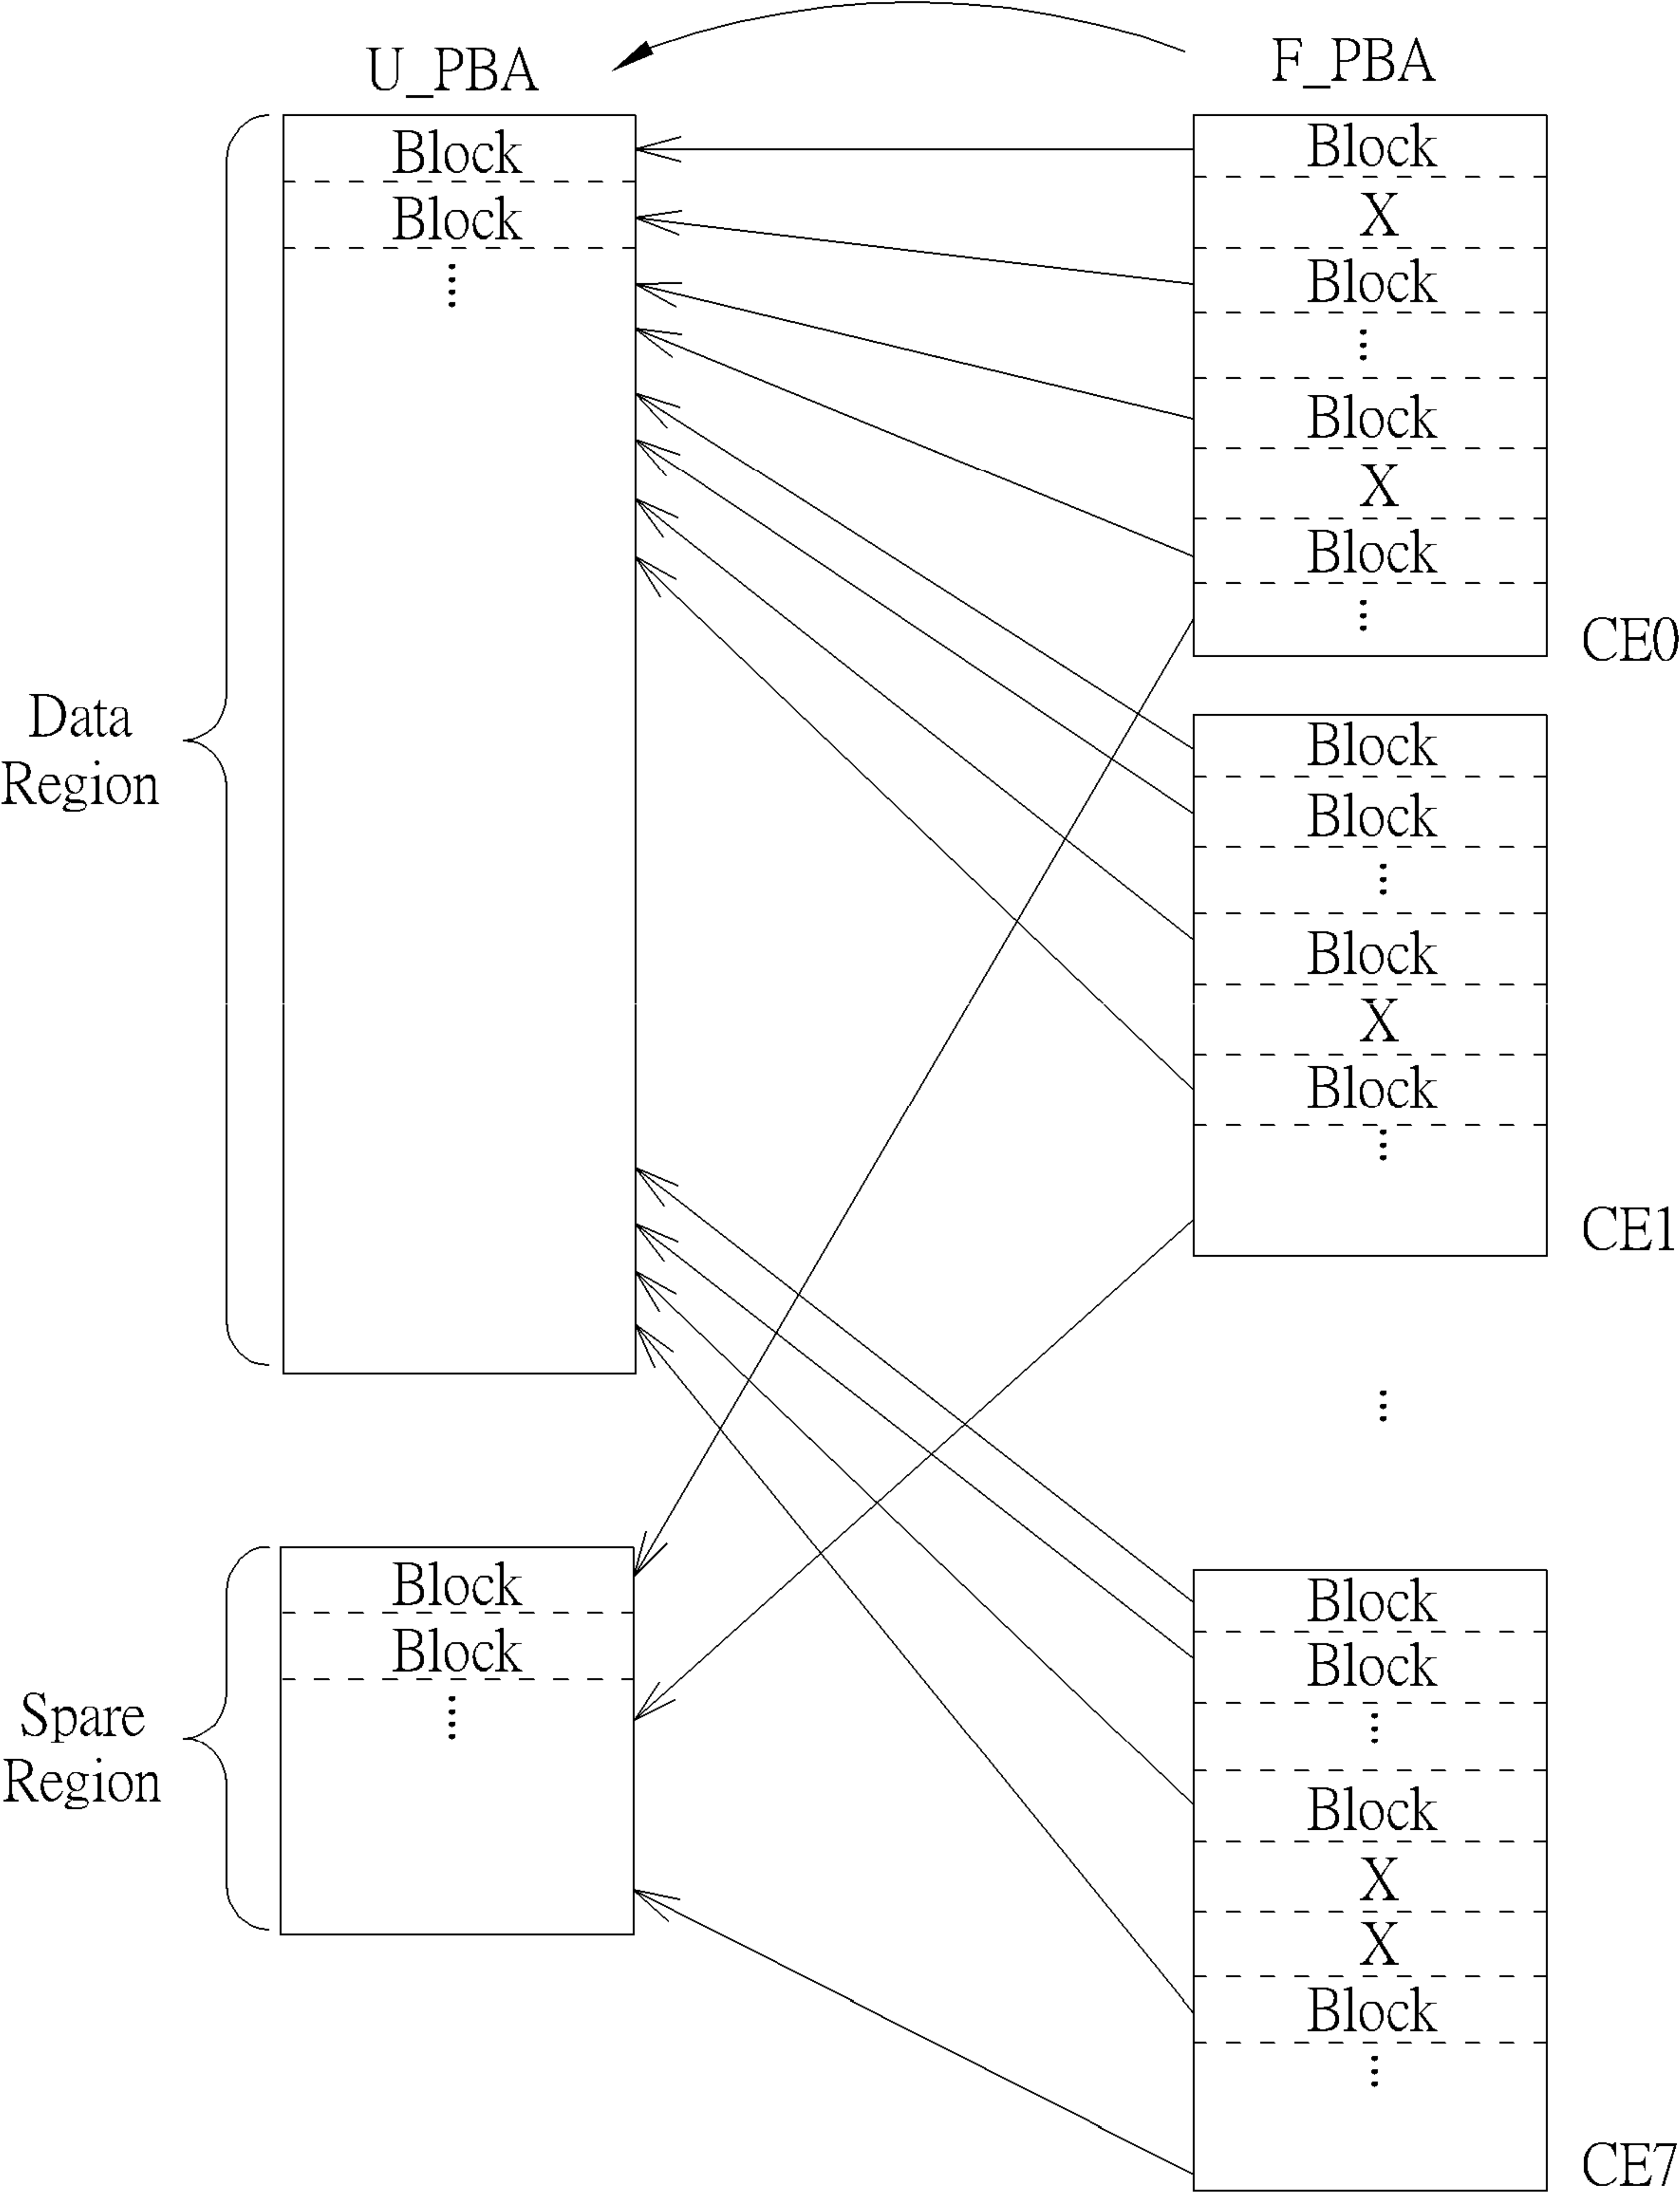 U_PBA
F_PBA
Block
Block
⋮
Data
Region
Block
Block
⋮
Spare
Region
Block
X
Block
⋮
Block
X
Block
⋮
CE0
Block
Block
⋮
Block
X
Block
⋮
CE1
⋮
Block
Block
⋮
Block
X
X
Block
⋮
CE7